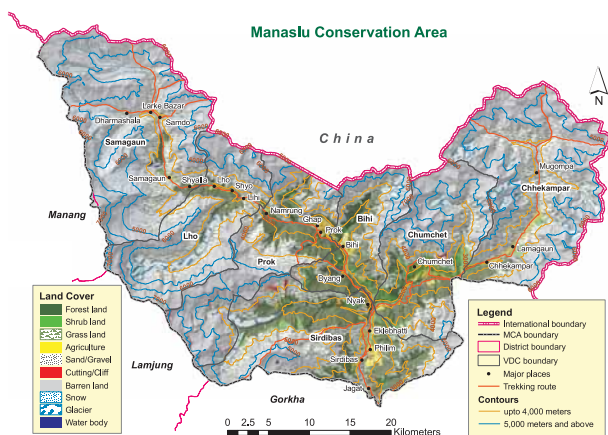 Manaslu Conservation Area
N
China
Larke Bazar
Dharmashala
Samdo
Samagaun
Mugompa
Samagaun
Shyalla
Lho
Shyo
Chhekampar
Lihi
Namrung
Bihi
Manang
Ghap
Prok
Chumchet
Lho
Bihi
Lamagaun
Prok
Chumchet
Chhekampar
Dyang
Nyak
Land Cover
Forest land
Shrub land
Grass land
Agriculture
Sand/Gravel
Cutting/Cliff
Barren land
Snow
Glacier
Water body
Eklebhatti
Sirdibas
Philim
Sirdibas
Lamjung
Jagat
Gorkha
0 2.5 5 10 15 20
Kilometers
Legend
International boundary
MCA boundary
District boundary
VDC boundary
Major places
Trekking route
Contours
upto 4,000 meters
5,000 meters and above